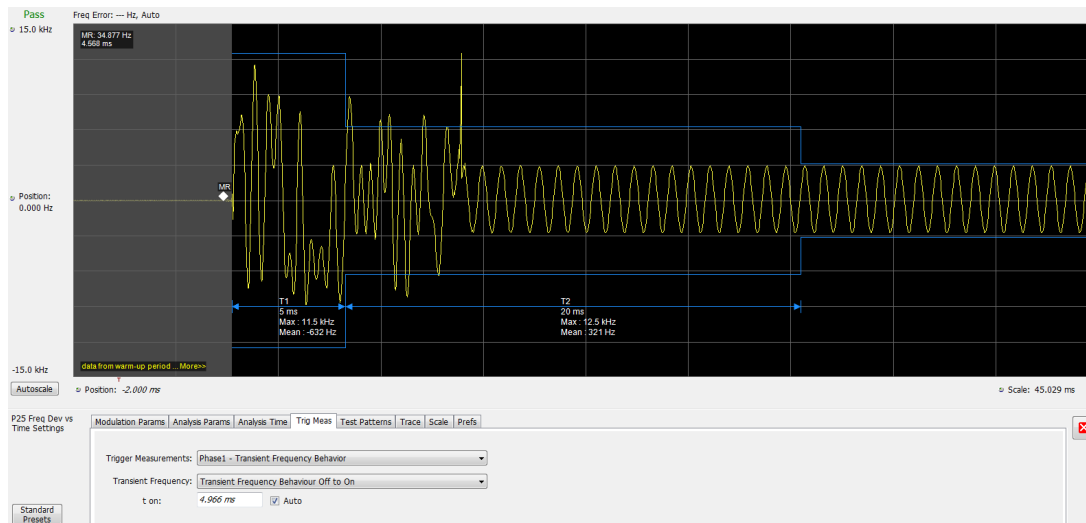 Pass
Freq Error: --- Hz, Auto
15.0 kHz
MR: 34.877 Hz
4.568 ms
MR
Position:
0.000 Hz
T1
5 ms
Max : 11.5 kHz
Mean : -632 Hz
T2
20 ms
Max : 12.5 kHz
Mean : 321 Hz
data from warm-up period ... More>>
-15.0 kHz
T
Autoscale
Position: -2.000 ms
Scale: 45.029 ms
P25 Freq Dev vs
Time Settings
Modulation Params Analysis Params Analysis Time Trig Meas Test Patterns Trace Scale Prefs
Trigger Measurements: Phase1 - Transient Frequency Behavior
Transient Frequency: Transient Frequency Behaviour Off to On
t on: 4.966 ms Auto
Standard
Presets